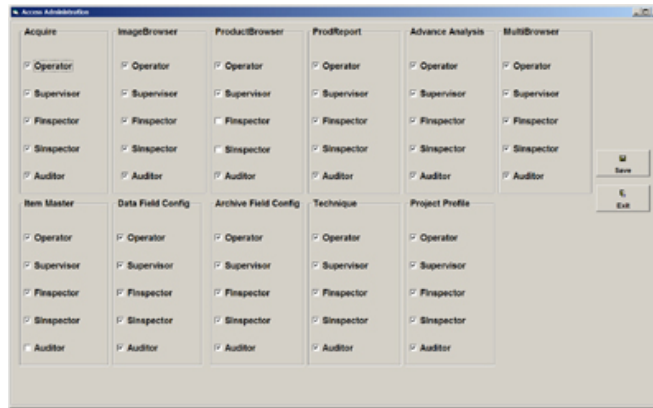 Access Administration
Acquire ImageBrowser ProductBrowser ProdReport Advance Analysis MultiBrowser
Operator Operator Operator Operator Operator Operator
Supervisor Supervisor Supervisor Supervisor Supervisor Supervisor
FInspector FInspector FInspector FInspector FInspector FInspector
SInspector SInspector SInspector SInspector SInspector SInspector
Auditor Auditor Auditor Auditor Auditor Auditor
Save
Exit
Item Master Data Field Config Archive Field Config Technique Project Profile
Operator Operator Operator Operator Operator
Supervisor Supervisor Supervisor Supervisor Supervisor
FInspector FInspector FInspector FInspector FInspector
SInspector SInspector SInspector SInspector SInspector
Auditor Auditor Auditor Auditor Auditor